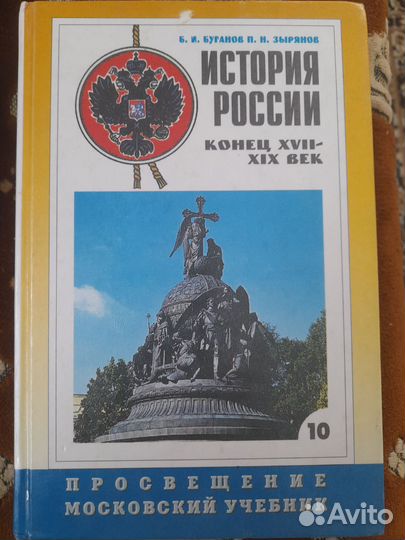 Б. И. БУГАНОВ П. Н. ЗЫРЯНОВ
ИСТОРИЯ
РОССИИ
КОНЕЦ XVII-
XIX ВЕК
10
ПРОСВЕЩЕНИЕ
МОСКОВСКИЙ УЧЕБНИК
Avito